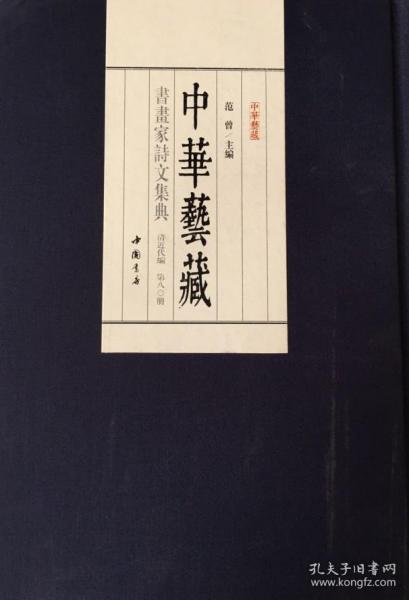 中華藝藏
范曾／主編
中華藝藏
書畫家詩文集典
清近代編　第八〇冊
中國書店
孔夫子旧书网
www.kongfz.com